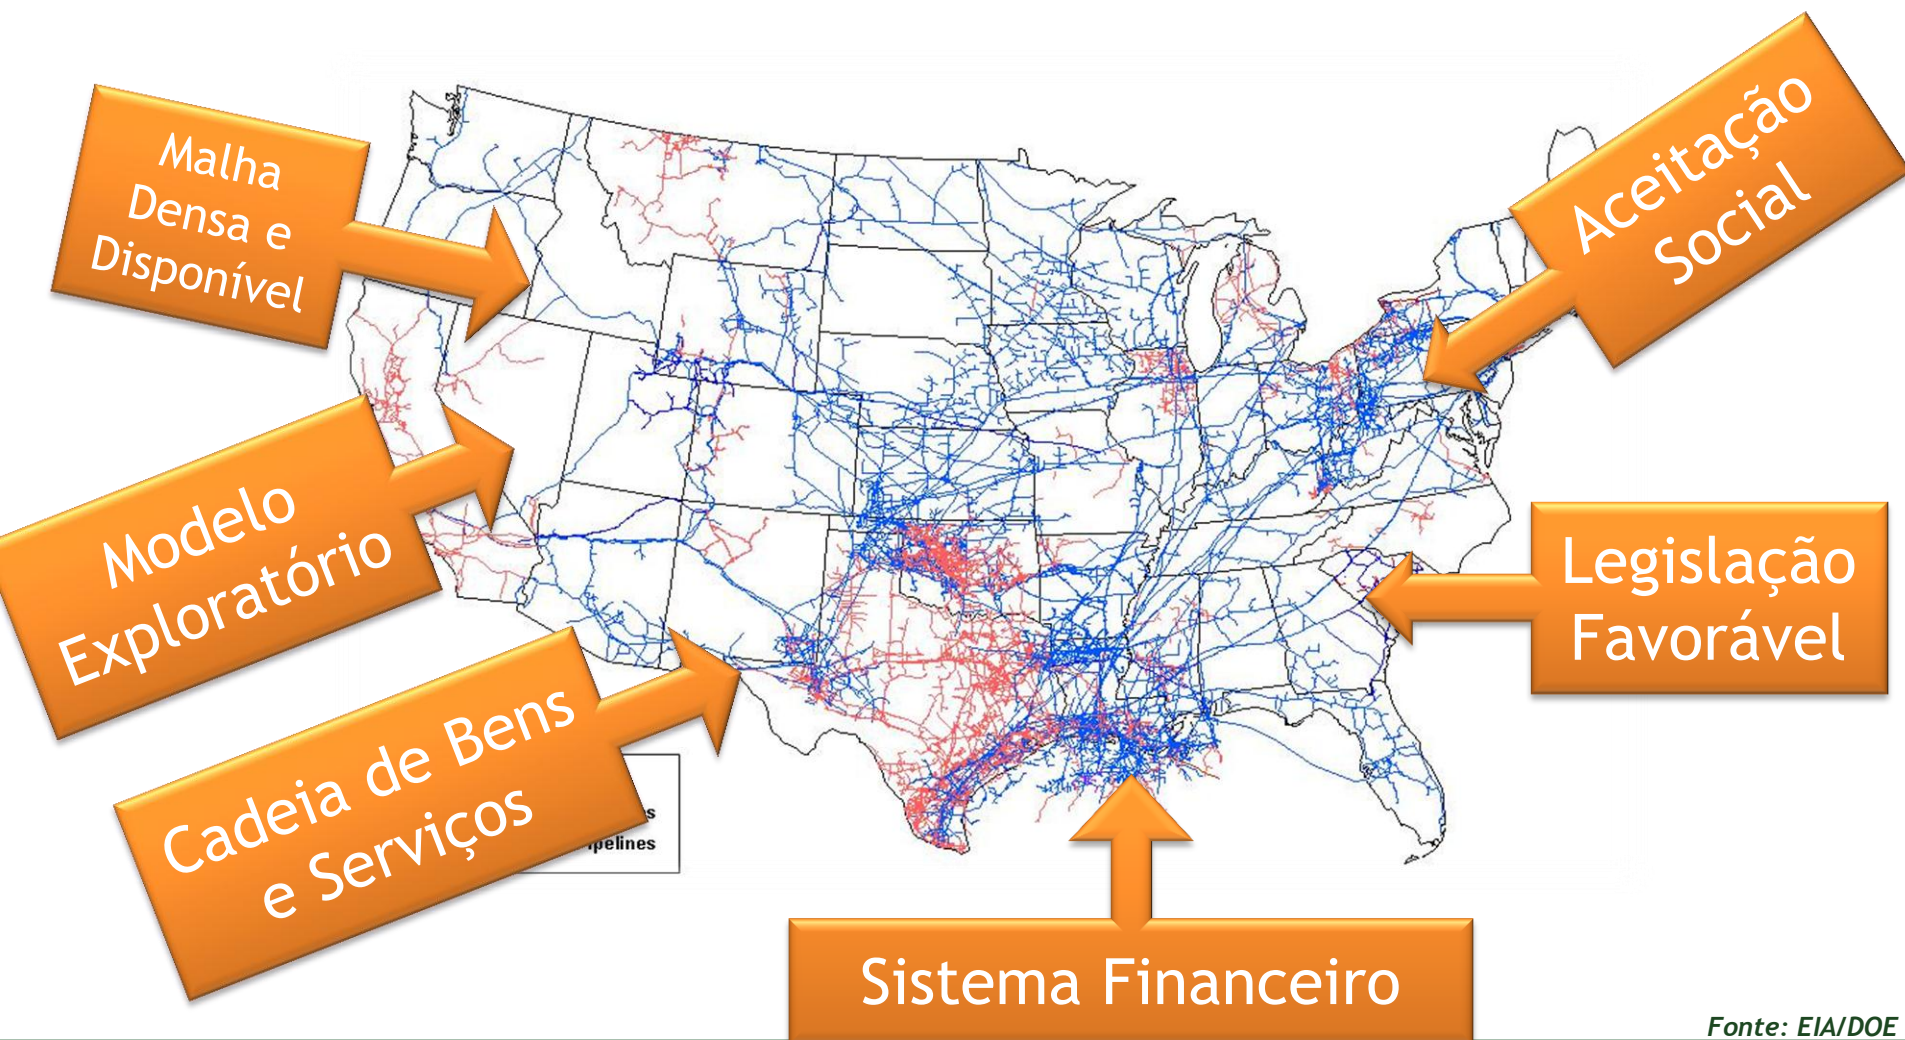 Malha
Densa e
Disponível
Aceitação
Social
Modelo
Exploratório
Legislação
Favorável
Cadeia de Bens
e Serviços
Sistema Financeiro
Fonte: EIA/DOE